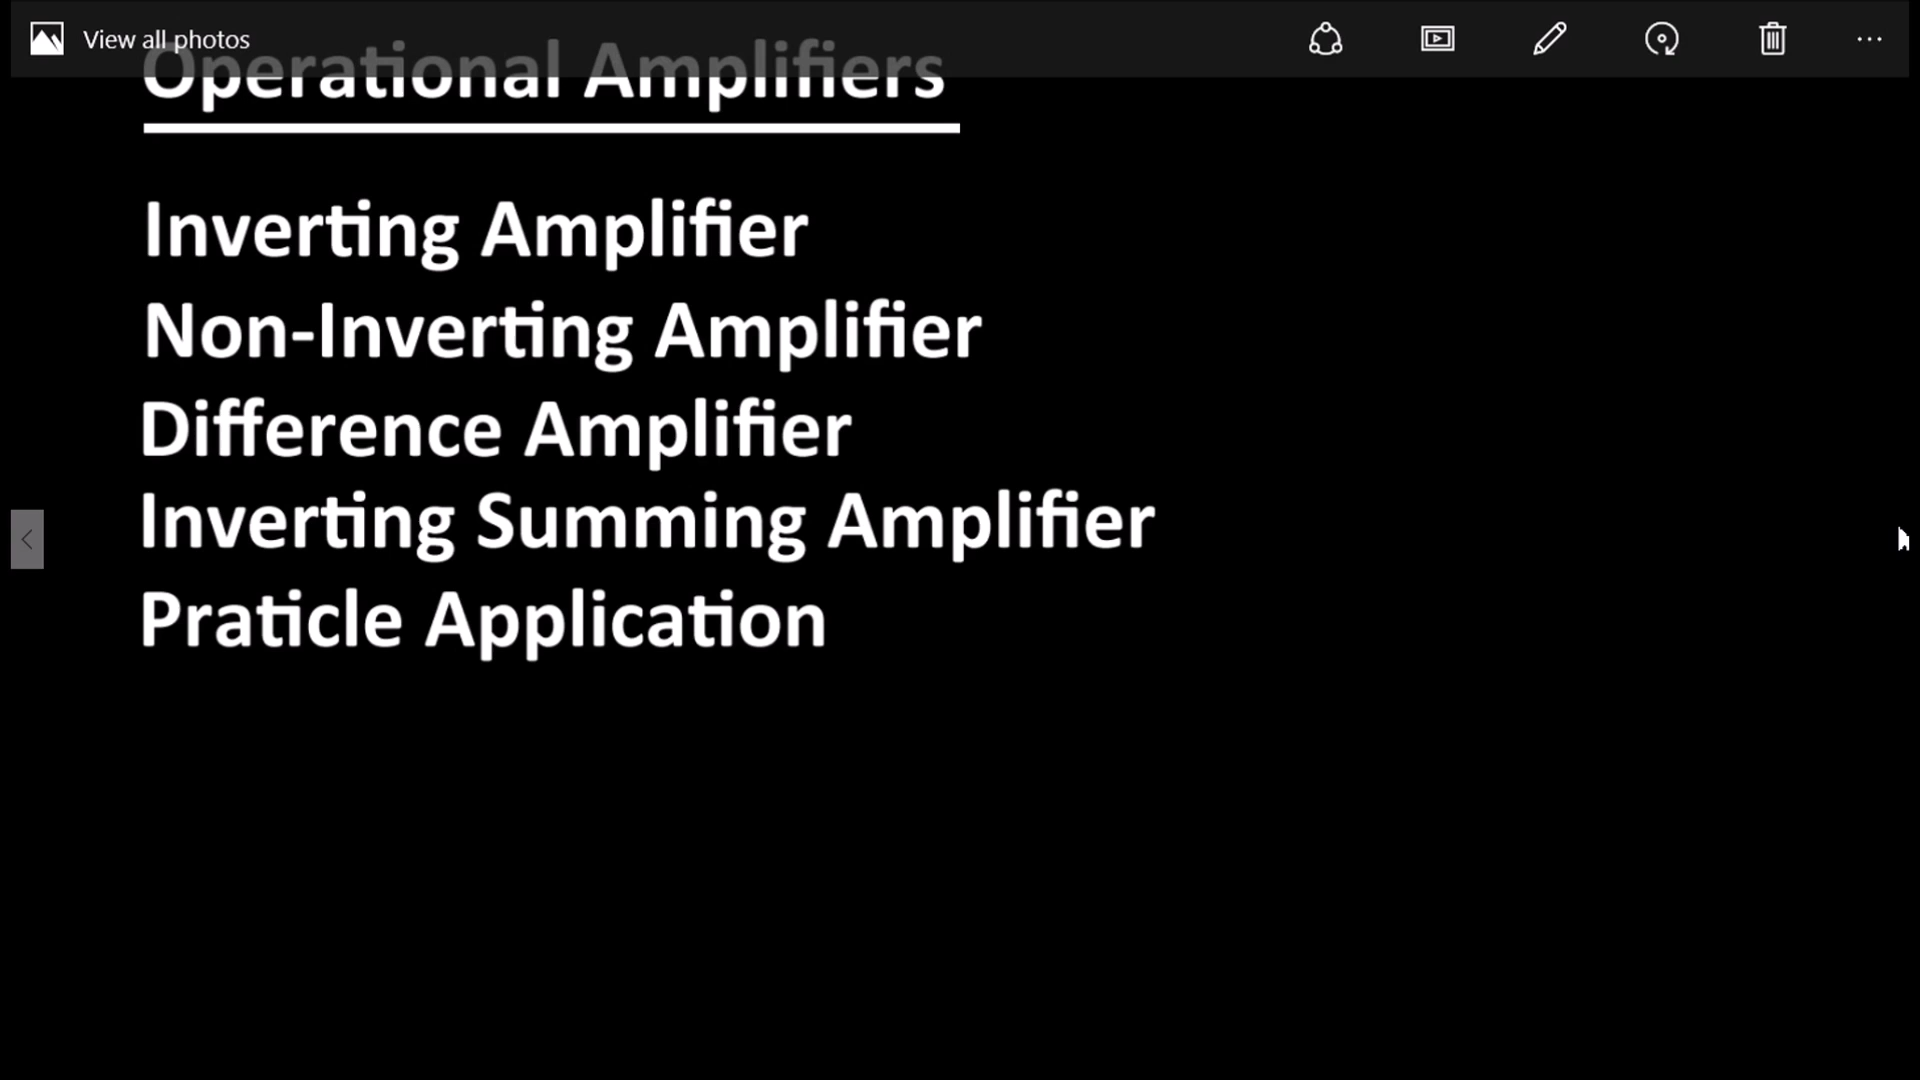 View all photos
Operational Amplifiers
Inverting Amplifier
Non-Inverting Amplifier
Difference Amplifier
Inverting Summing Amplifier
Praticle Application